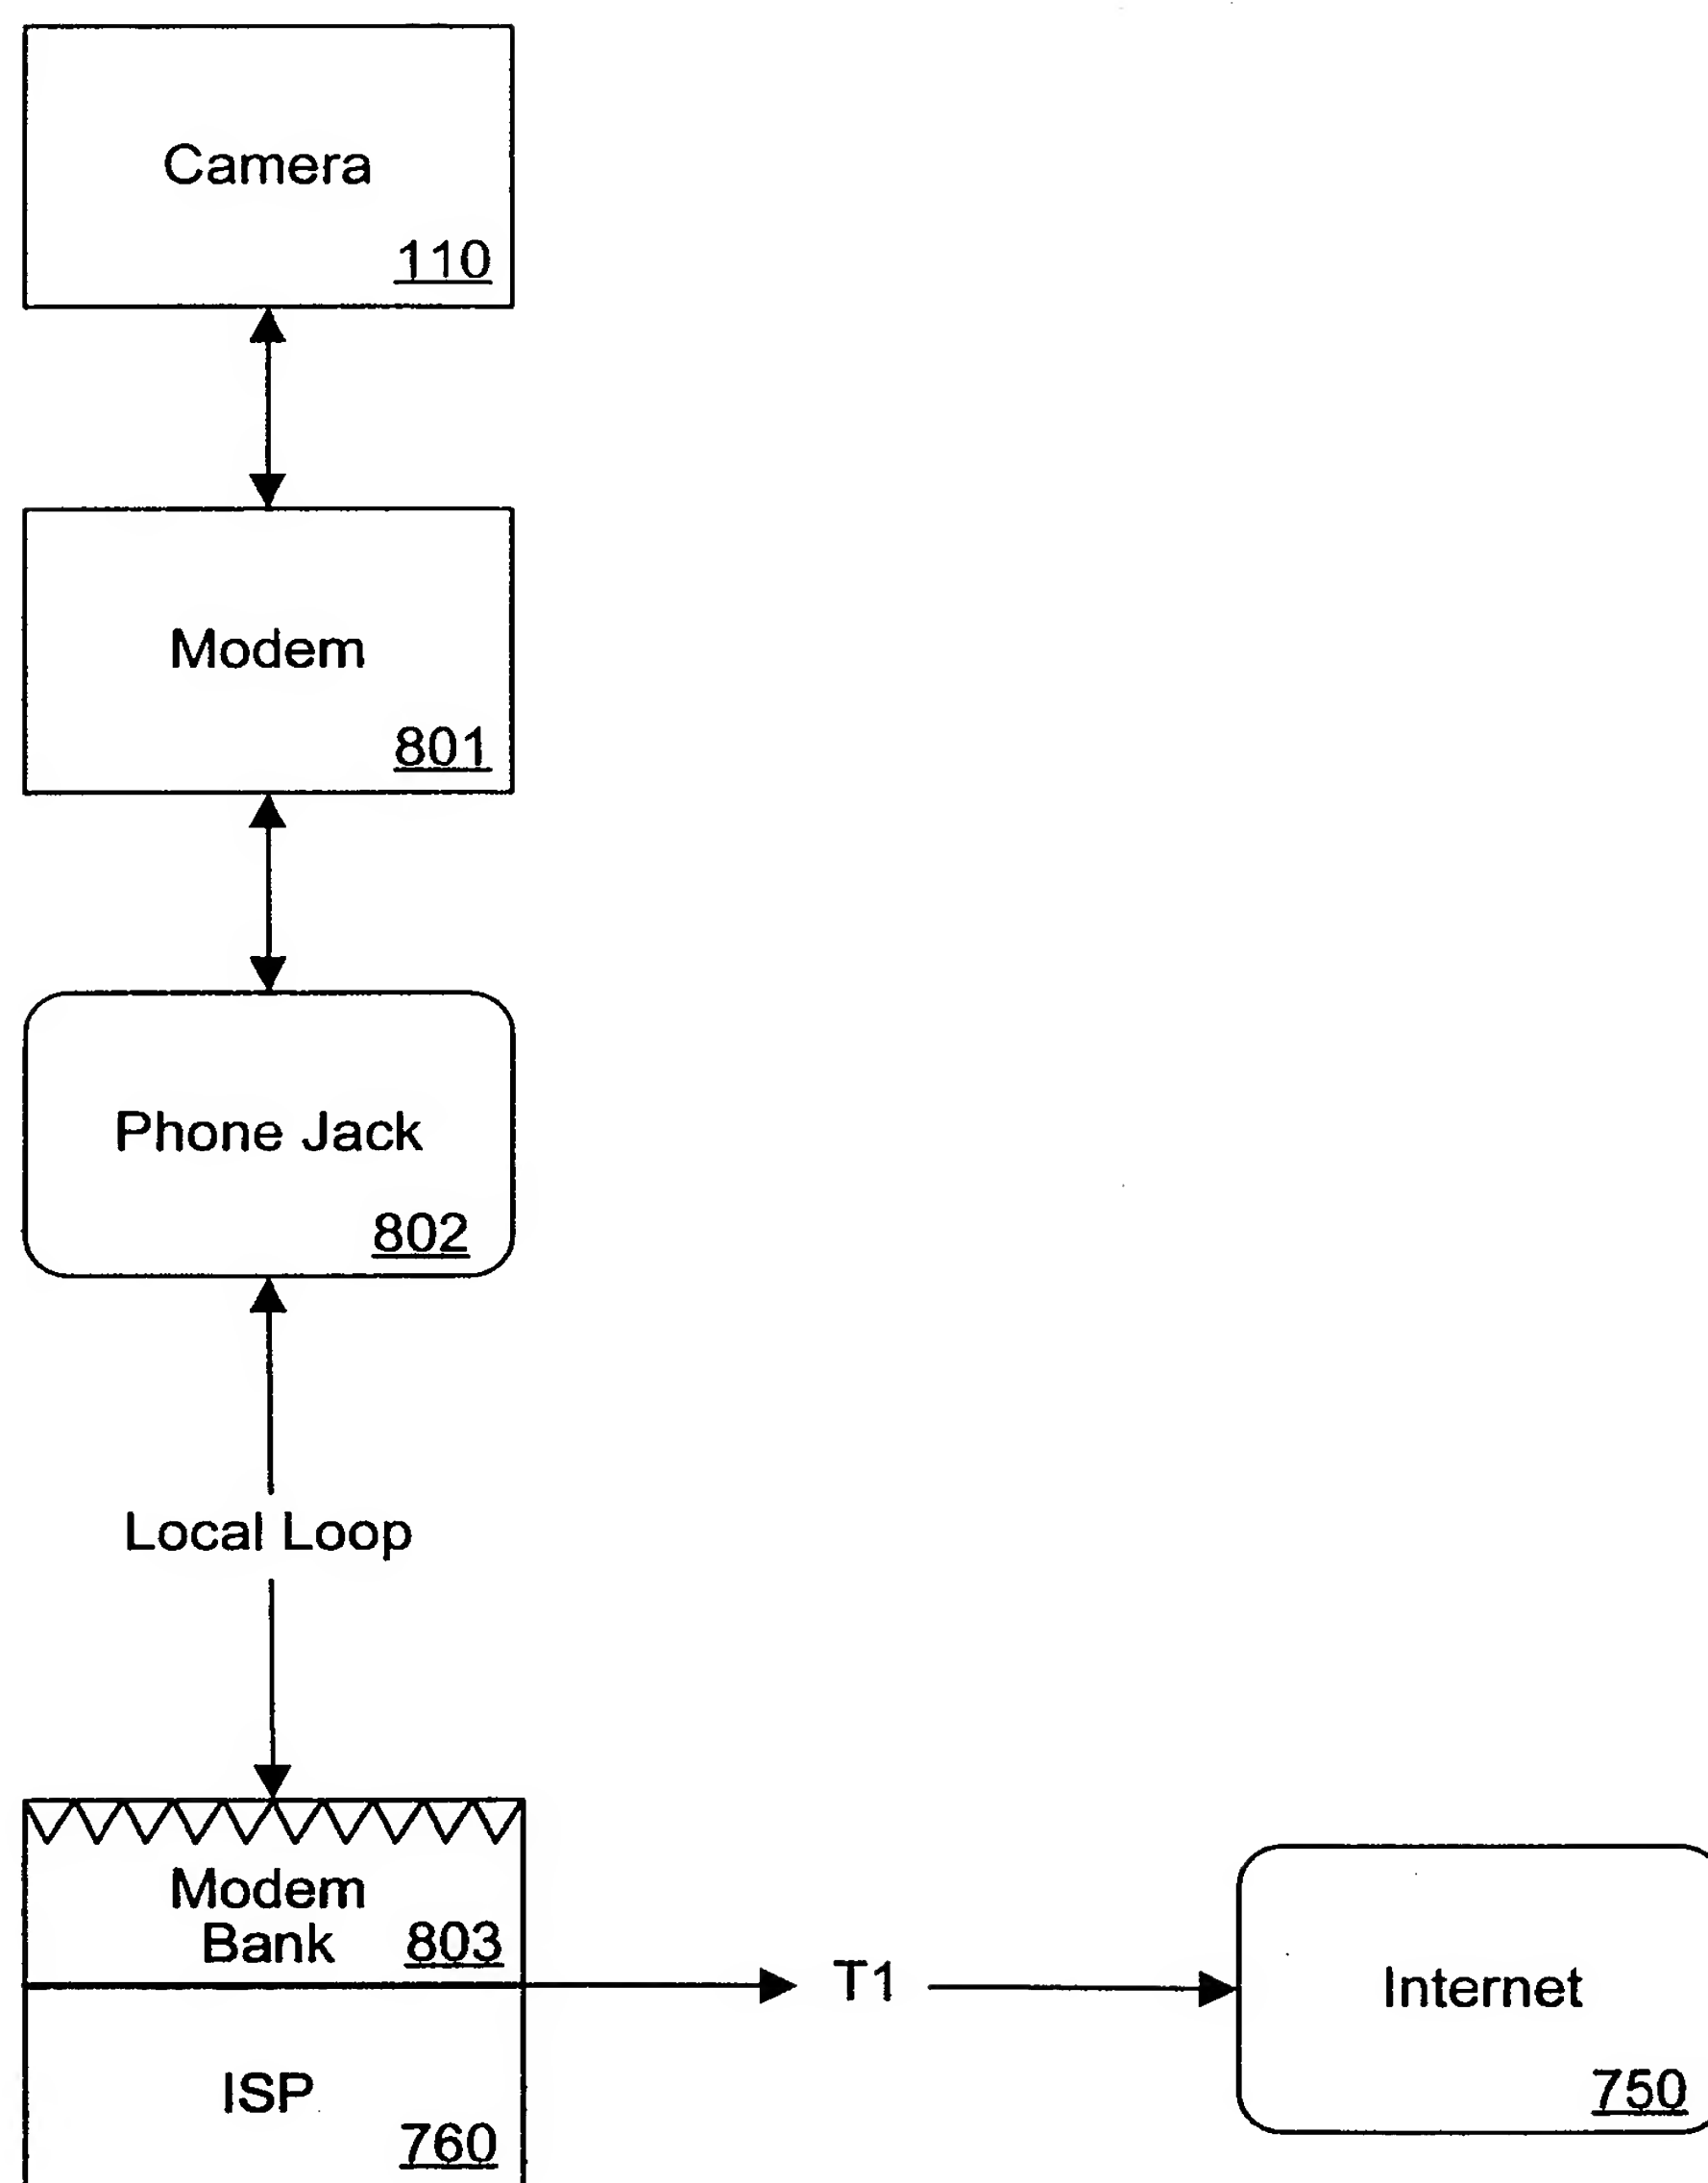 Camera
110
Modem
801
Phone Jack
802
Local Loop
Modem
Bank 803
T1
Internet
750
ISP
760